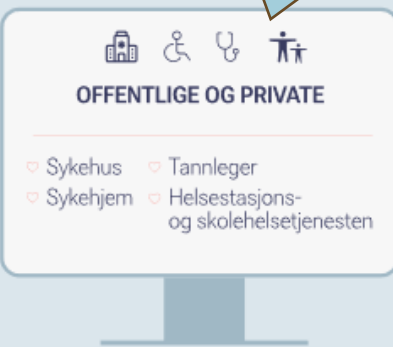 OFFENTLIGE OG PRIVATE
Sykehus
Sykehjem
Tannleger
Helsestasjons-
og skolehelsetjenesten